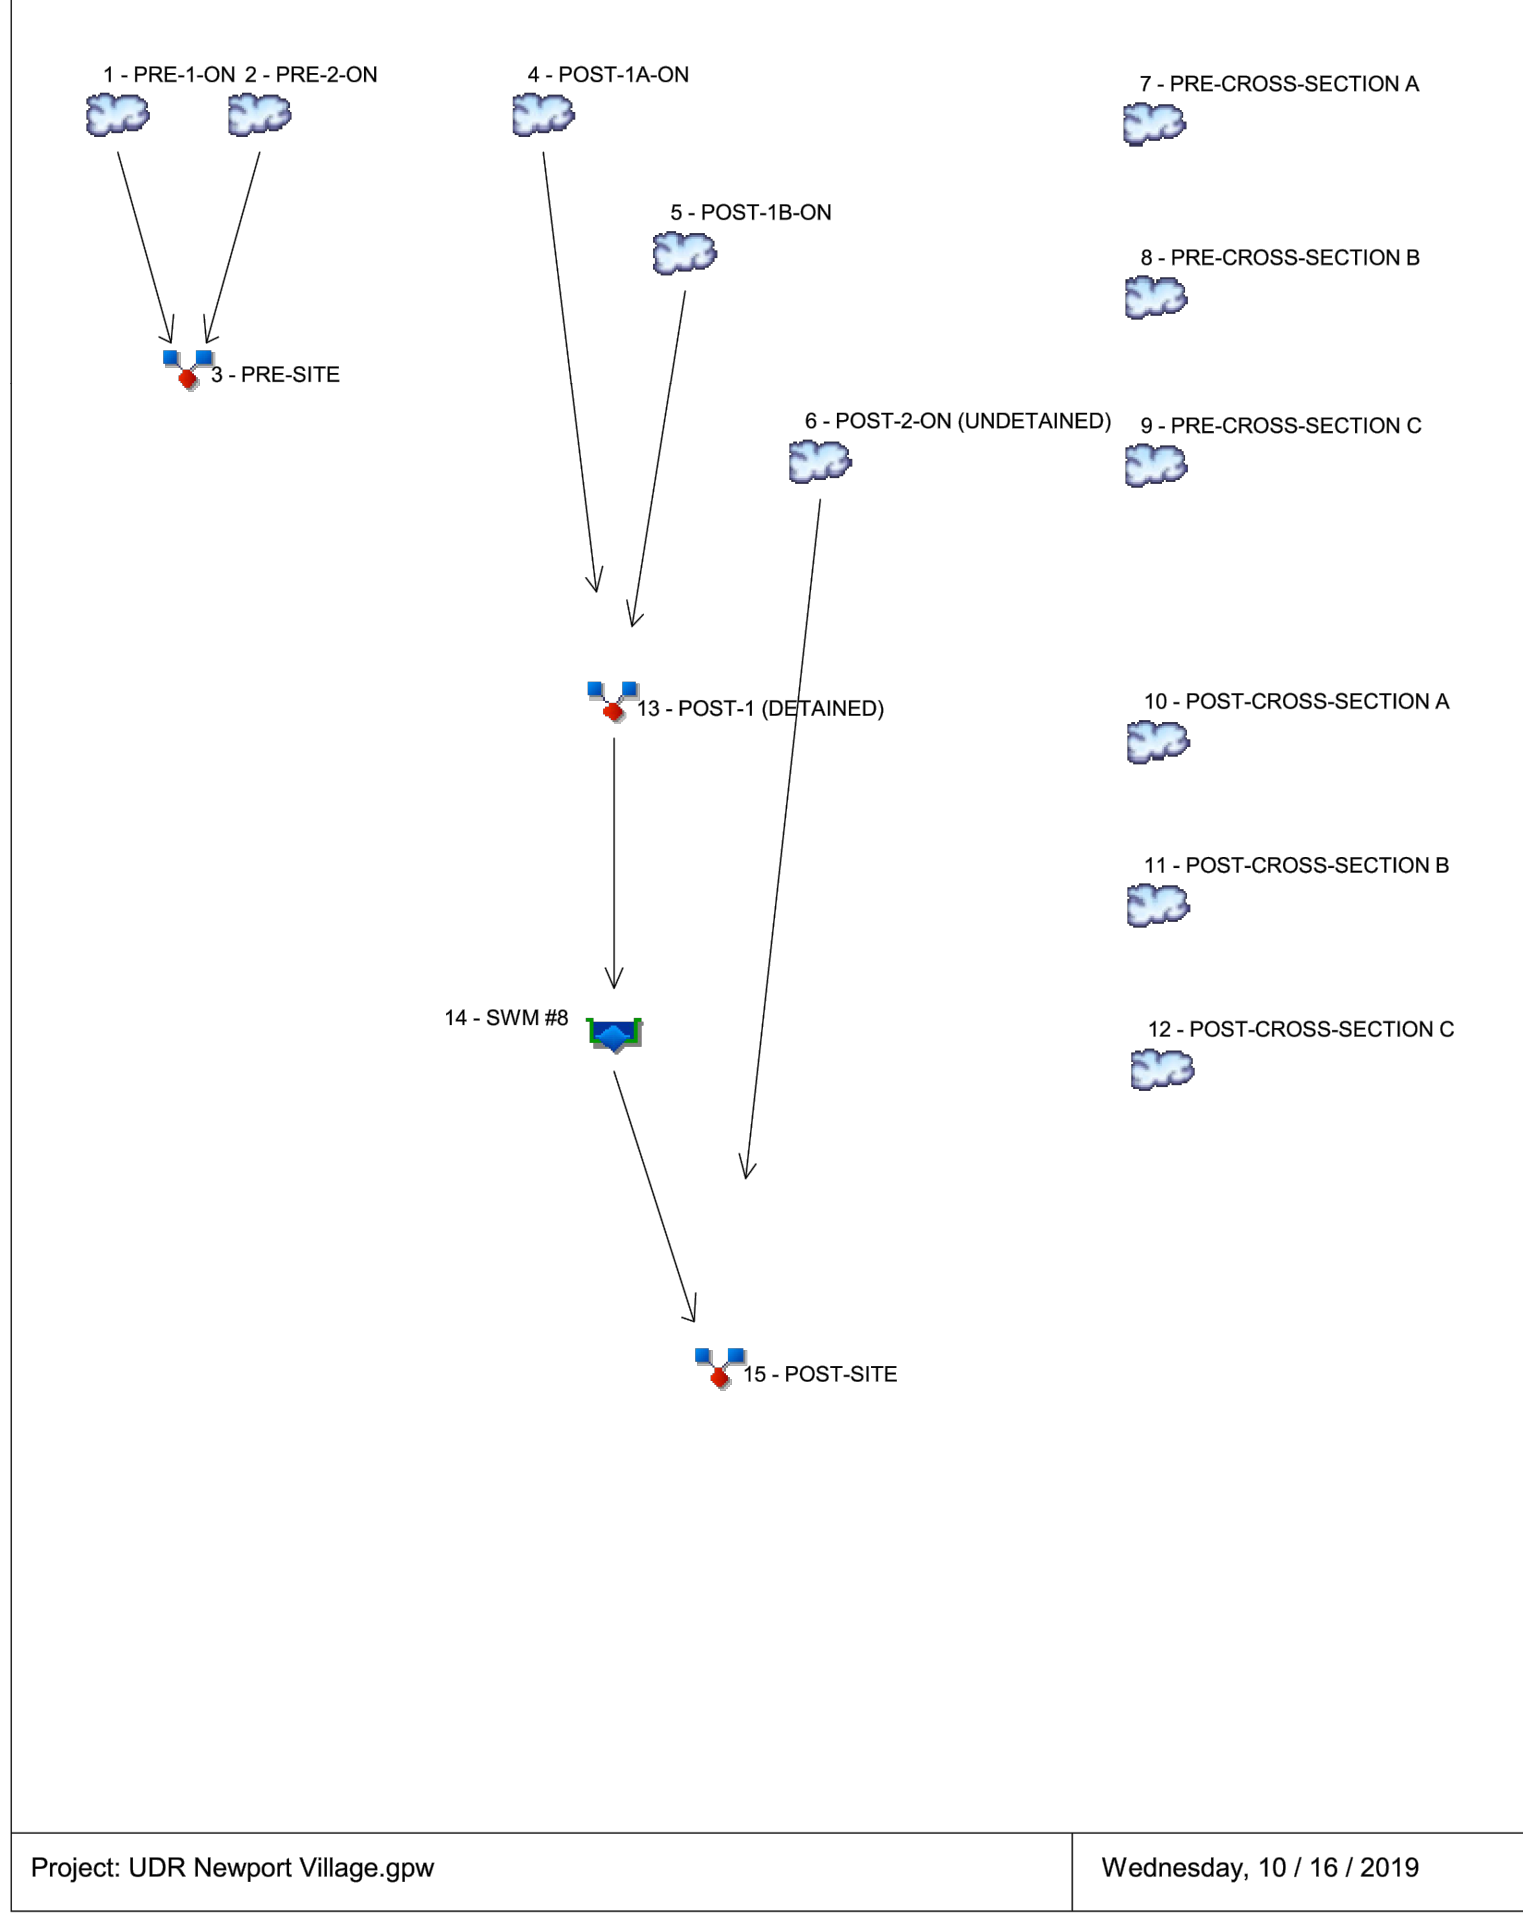 1 - PRE-1-ON
2 - PRE-2-ON
4 - POST-1A-ON
7 - PRE-CROSS-SECTION A
5 - POST-1B-ON
8 - PRE-CROSS-SECTION B
3 - PRE-SITE
6 - POST-2-ON (UNDETAINED)
9 - PRE-CROSS-SECTION C
13 - POST-1 (DETAINED)
10 - POST-CROSS-SECTION A
11 - POST-CROSS-SECTION B
14 - SWM #8
12 - POST-CROSS-SECTION C
15 - POST-SITE
Project: UDR Newport Village.gpw
Wednesday, 10 / 16 / 2019